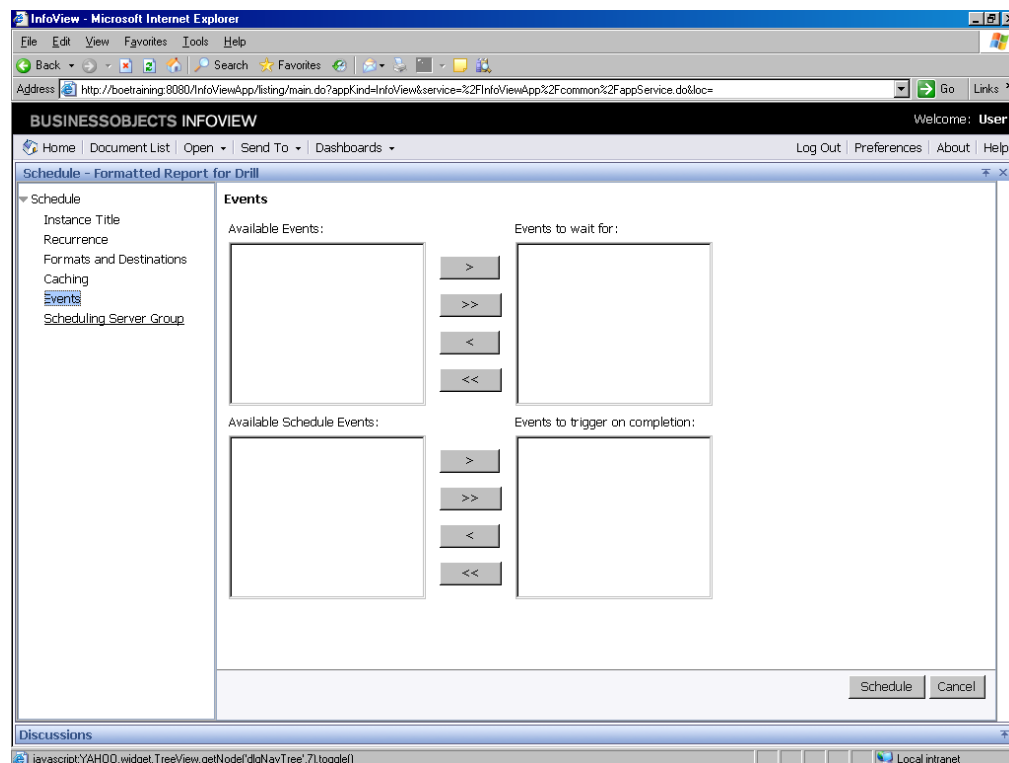 InfoView - Microsoft Internet Explorer
File Edit View Favorites Tools Help
Back Search Favorites
Address http://boetraining:8080/InfoViewApp/listing/main.do?appKind=InfoView&service=%2FInfoViewApp%2Fcommon%2FappService.do&loc= Go Links
BUSINESSOBJECTS INFOVIEW Welcome: User
Home Document List Open Send To Dashboards Log Out Preferences About Help
Schedule - Formatted Report for Drill
Schedule
Instance Title
Recurrence
Formats and Destinations
Caching
Events
Scheduling Server Group
Events
Available Events: Events to wait for:
>
>>
<
<<
Available Schedule Events: Events to trigger on completion:
>
>>
<
<<
Schedule Cancel
Discussions
javascript:YAHOO.widget.TreeView.getNode('dlgNavTree',7).toggle() Local intranet